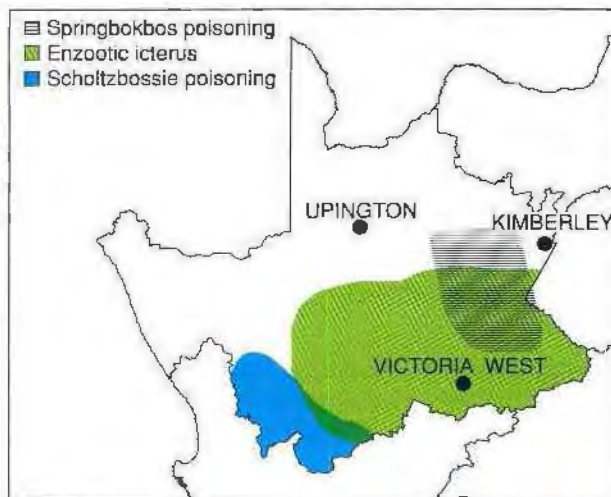 Springbokbos poisoning
Enzootic icterus
Scholtzbossie poisoning
UPINGTON
KIMBERLEY
VICTORIA WEST